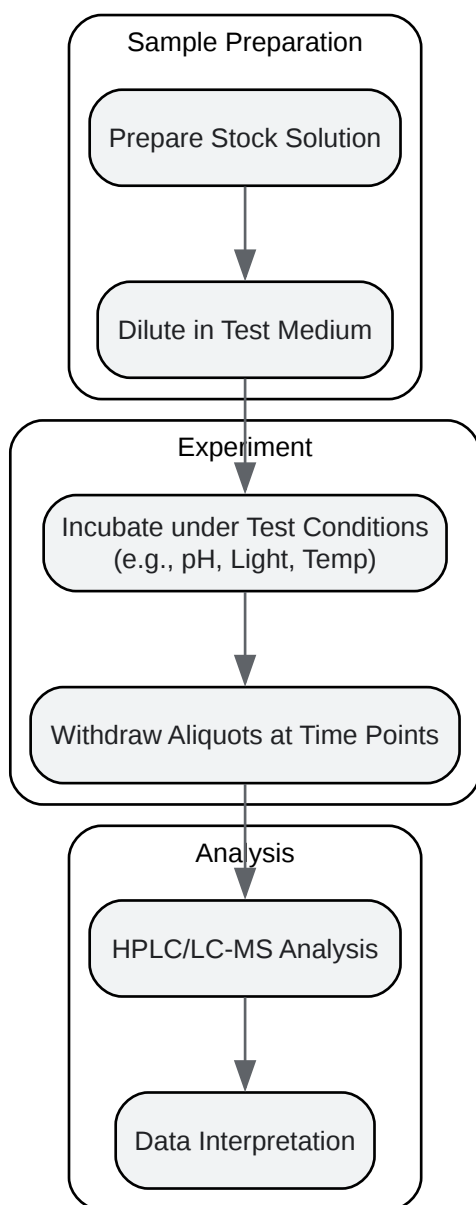 Sample Preparation
Prepare Stock Solution
Dilute in Test Medium
Experiment
Incubate under Test Conditions
(e.g., pH, Light, Temp)
Withdraw Aliquots at Time Points
Analysis
HPLC/LC-MS Analysis
Data Interpretation